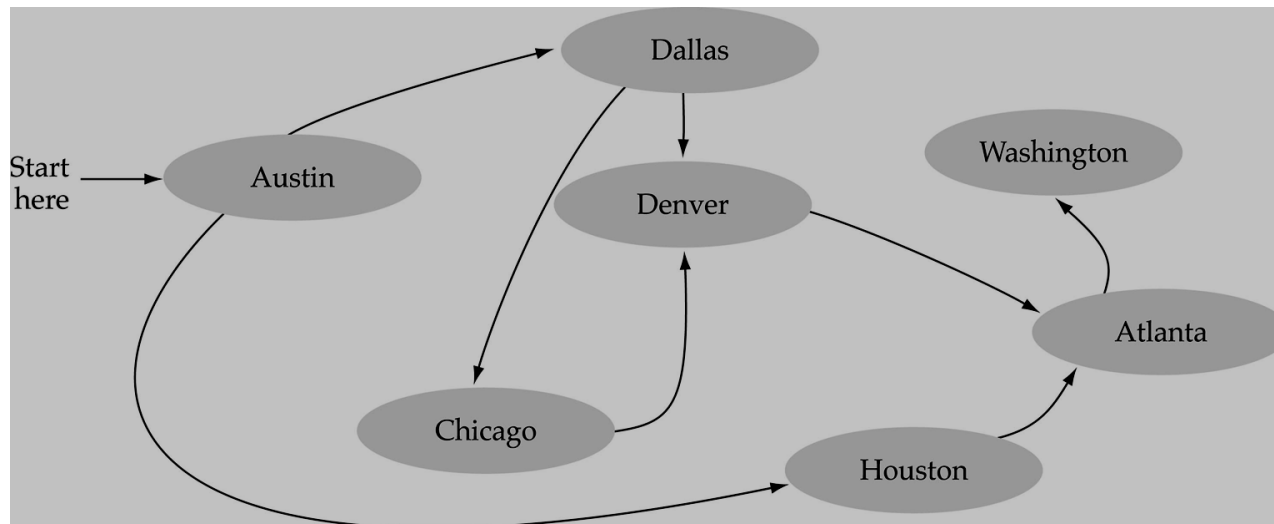 Dallas
Washington
Start
here
Austin
Denver
Atlanta
Chicago
Houston